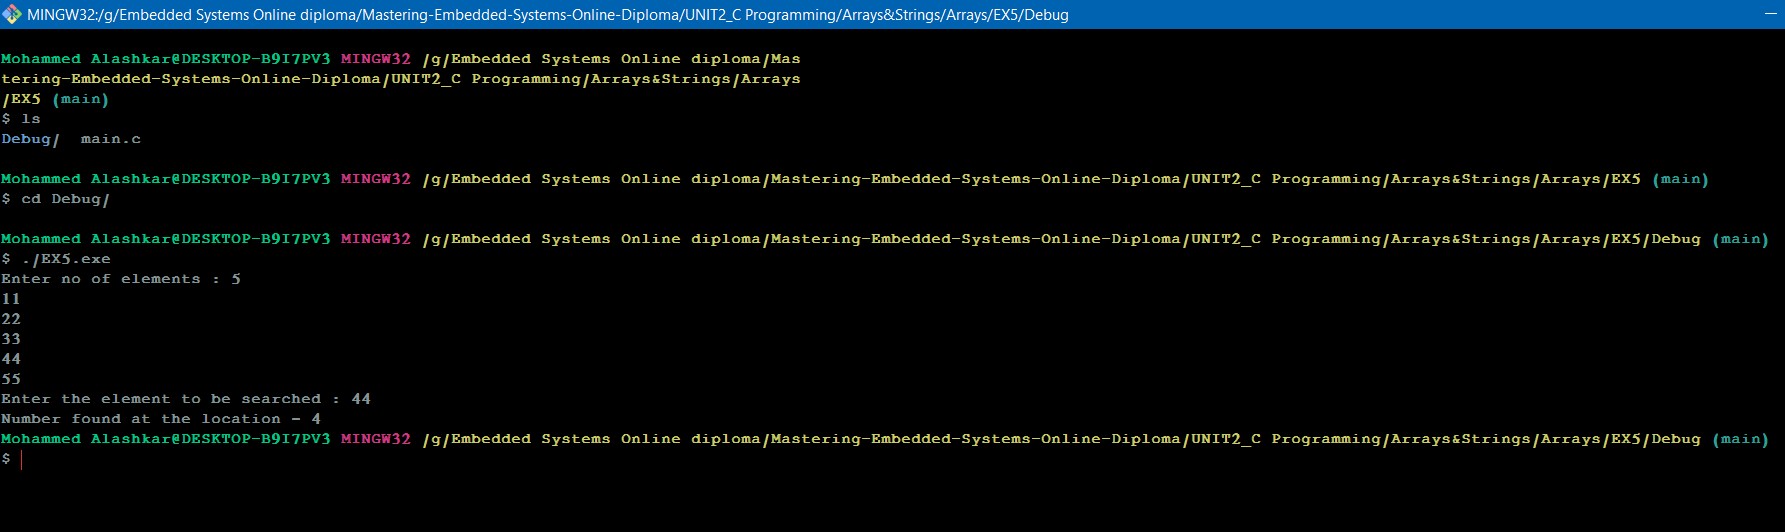 MINGW32:/g/Embedded Systems Online diploma/Mastering-Embedded-Systems-Online-Diploma/UNIT2_C Programming/Arrays&Strings/Arrays/EX5/Debug
Mohammed Alashkar@DESKTOP-B9I7PV3 MINGW32 /g/Embedded Systems Online diploma/Mas
tering-Embedded-Systems-Online-Diploma/UNIT2_C Programming/Arrays&Strings/Arrays
/EX5 (main)
$ ls
Debug/  main.c
Mohammed Alashkar@DESKTOP-B9I7PV3 MINGW32 /g/Embedded Systems Online diploma/Mastering-Embedded-Systems-Online-Diploma/UNIT2_C Programming/Arrays&Strings/Arrays/EX5 (main)
$ cd Debug/
Mohammed Alashkar@DESKTOP-B9I7PV3 MINGW32 /g/Embedded Systems Online diploma/Mastering-Embedded-Systems-Online-Diploma/UNIT2_C Programming/Arrays&Strings/Arrays/EX5/Debug (main)
$ ./EX5.exe
Enter no of elements : 5
11
22
33
44
55
Enter the element to be searched : 44
Number found at the location - 4
Mohammed Alashkar@DESKTOP-B9I7PV3 MINGW32 /g/Embedded Systems Online diploma/Mastering-Embedded-Systems-Online-Diploma/UNIT2_C Programming/Arrays&Strings/Arrays/EX5/Debug (main)
$